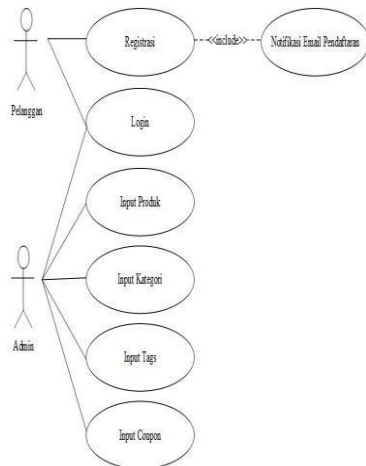 Registrasi
<<include>>
Notifikasi Email Pendaftaran
Pelanggan
Login
Input Produk
Input Kategori
Admin
Input Tags
Input Coupon